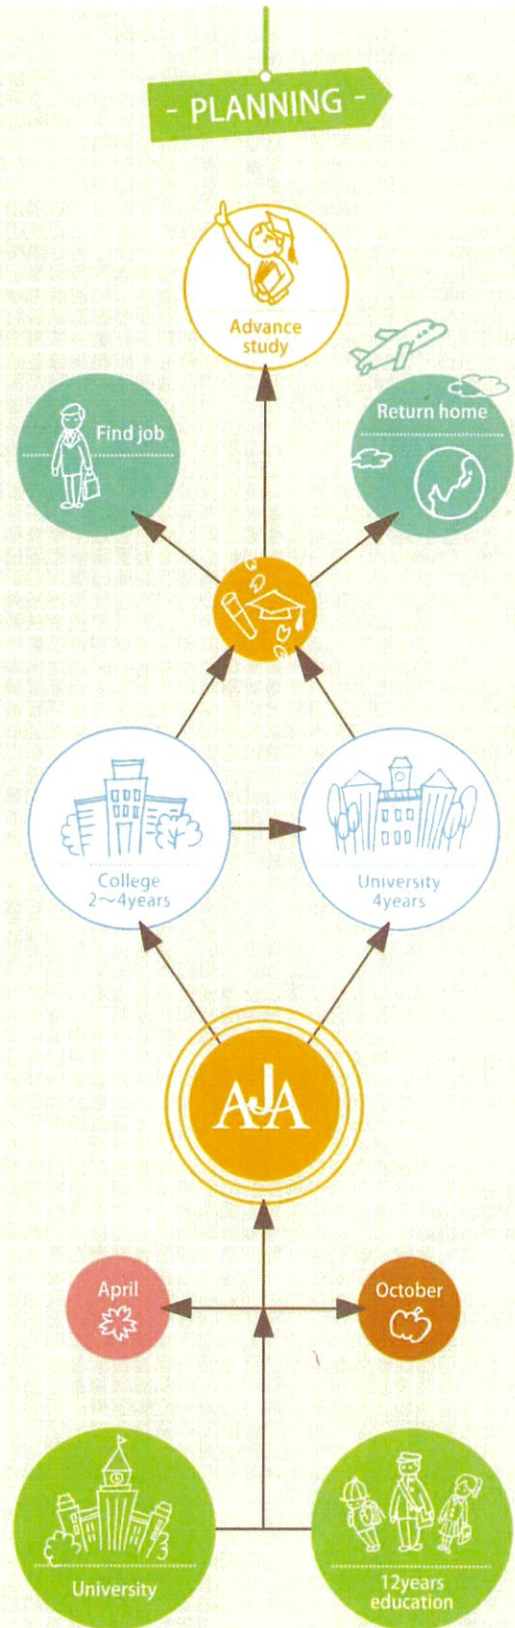 - PLANNING -
Advance
study
Find job
Return home
College
2~4years
University
4years
AJA
April
October
University
12years
education